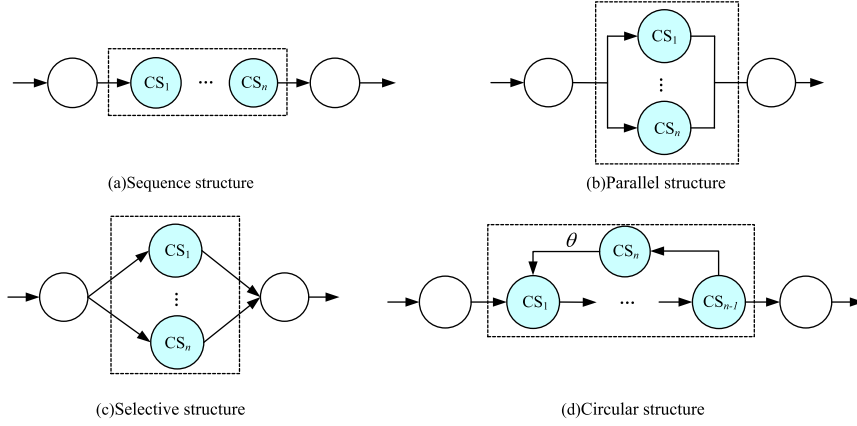 CS₁ ··· CSₙ
(a)Sequence structure
CS₁
⋮
CSₙ
(b)Parallel structure
CS₁
⋮
CSₙ
(c)Selective structure
θ
CSₙ
CS₁ ··· CSₙ₋₁
(d)Circular structure